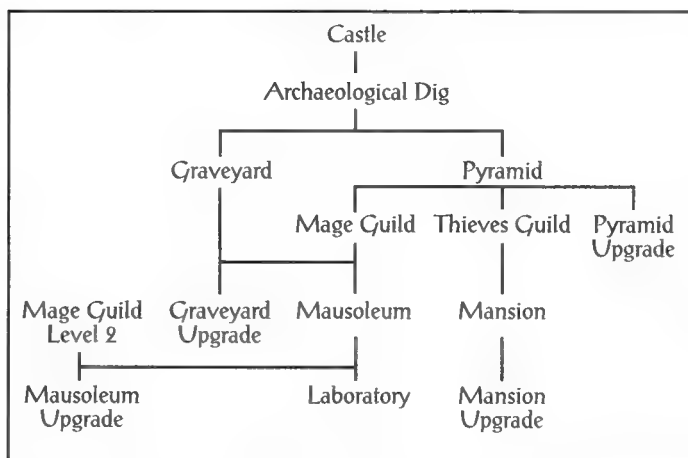 Castle
Archaeological Dig
Graveyard
Pyramid
Mage Guild
Thieves Guild
Pyramid
Upgrade
Mage Guild
Level 2
Graveyard
Upgrade
Mausoleum
Mansion
Mausoleum
Upgrade
Laboratory
Mansion
Upgrade